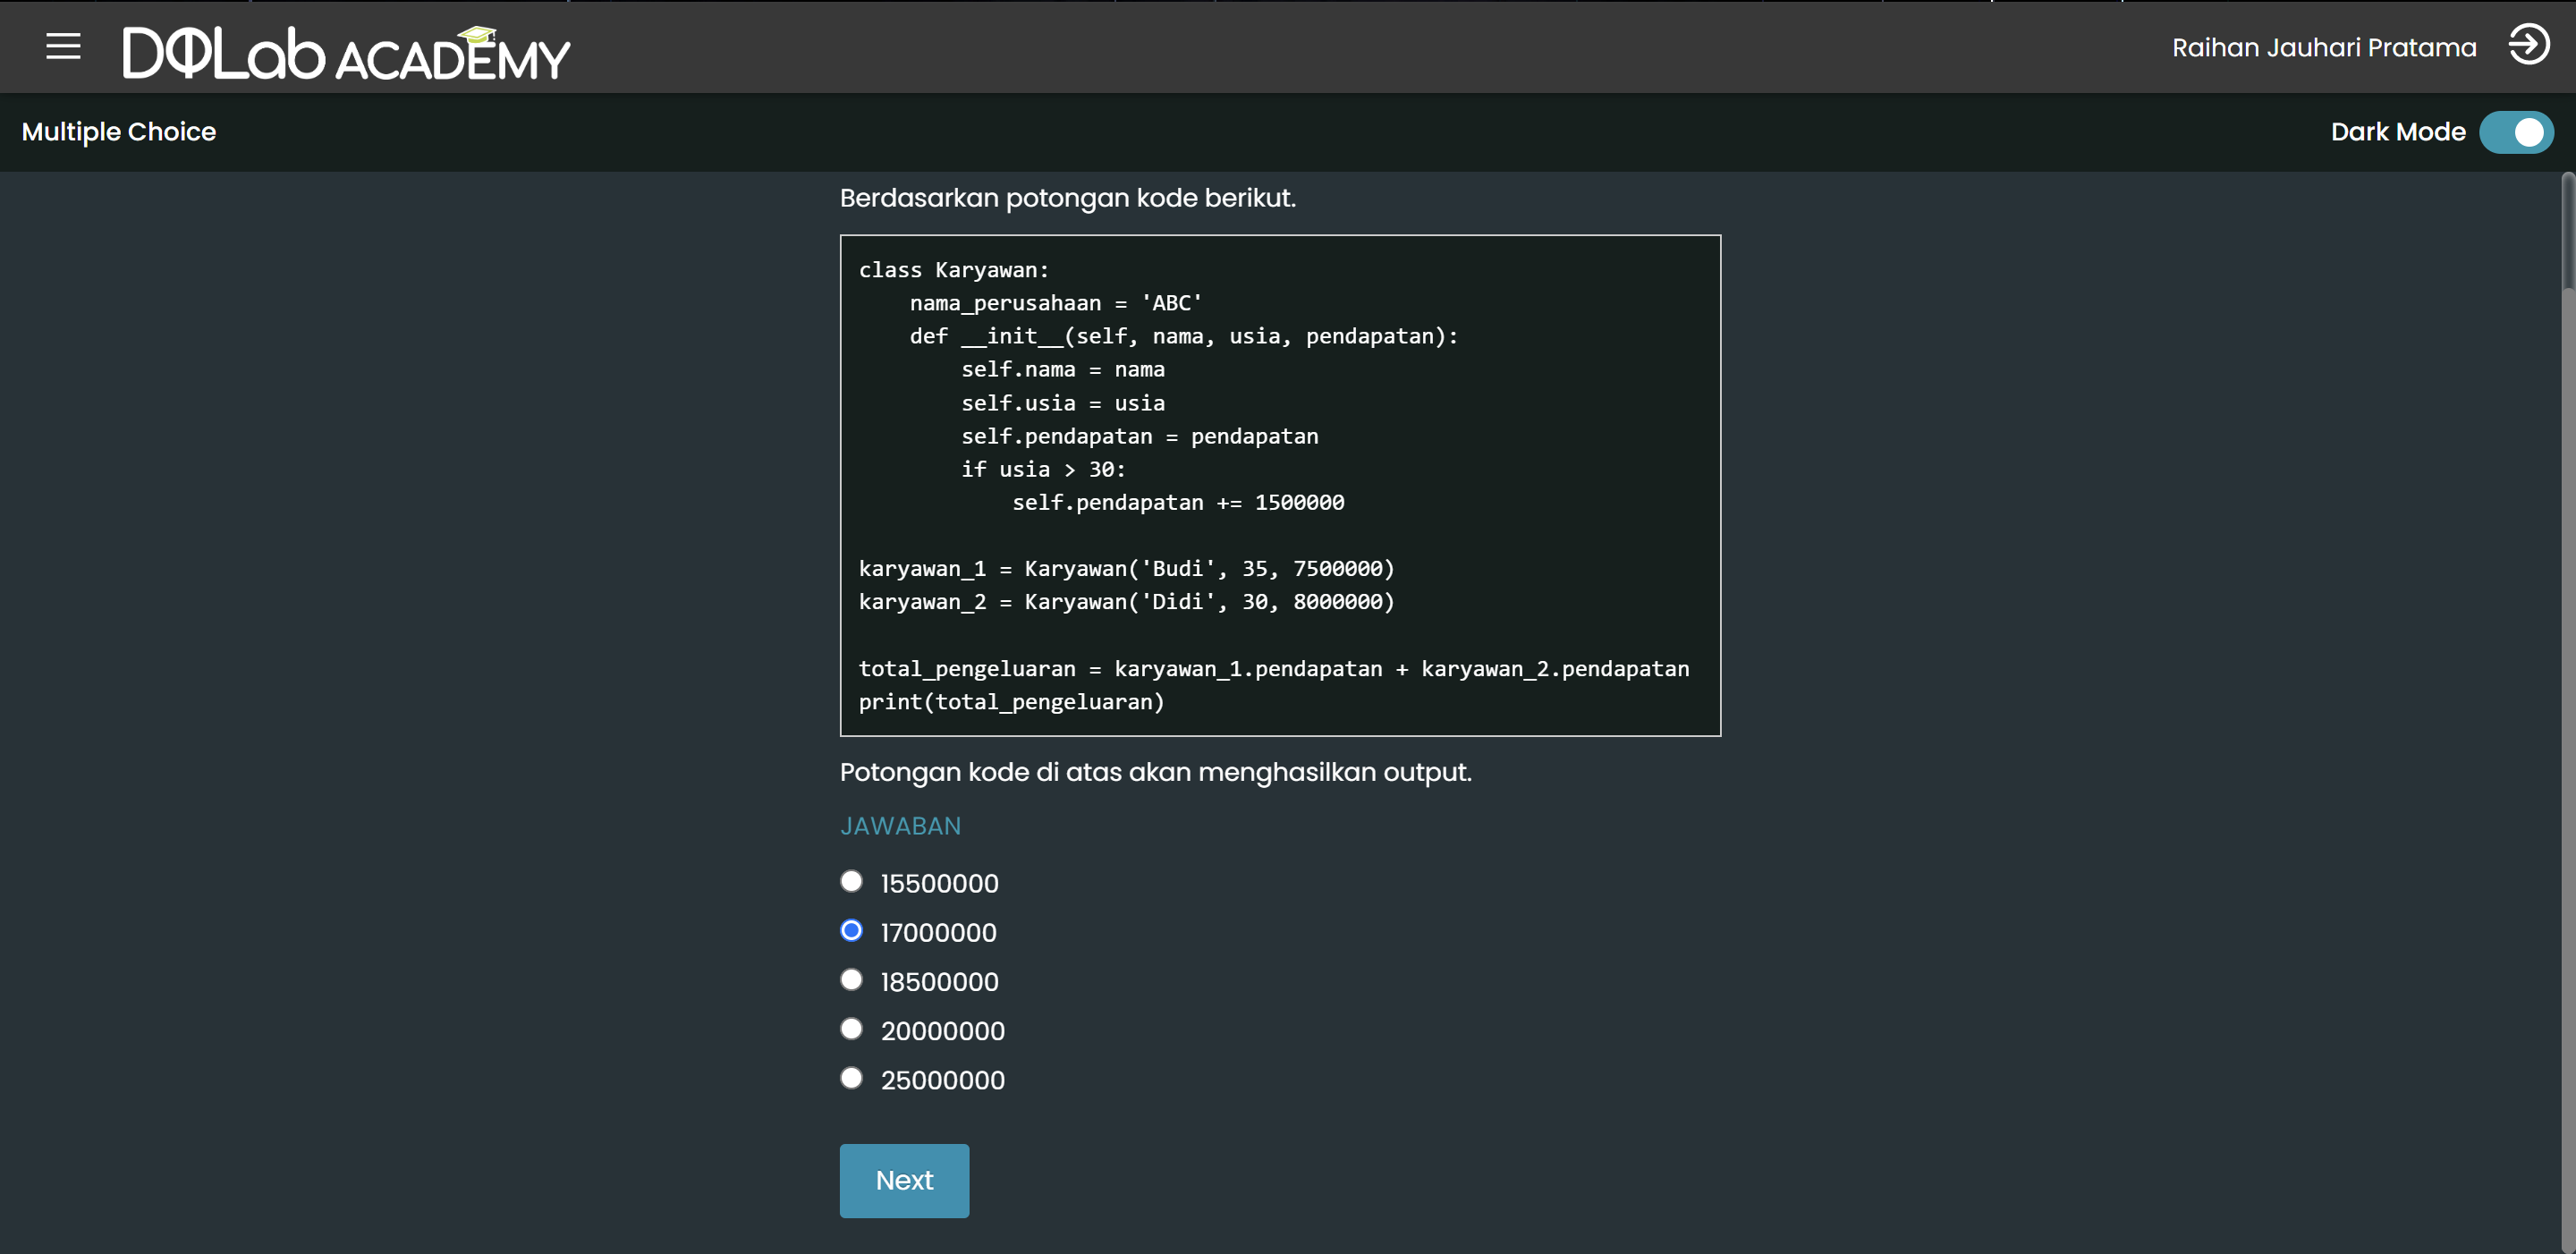 DQLab ACADEMY
Raihan Jauhari Pratama
Multiple Choice
Dark Mode
Berdasarkan potongan kode berikut.
class Karyawan:
    nama_perusahaan = 'ABC'
    def __init__(self, nama, usia, pendapatan):
        self.nama = nama
        self.usia = usia
        self.pendapatan = pendapatan
        if usia > 30:
            self.pendapatan += 1500000
karyawan_1 = Karyawan('Budi', 35, 7500000)
karyawan_2 = Karyawan('Didi', 30, 8000000)
total_pengeluaran = karyawan_1.pendapatan + karyawan_2.pendapatan
print(total_pengeluaran)
Potongan kode di atas akan menghasilkan output.
JAWABAN
15500000
17000000
18500000
20000000
25000000
Next